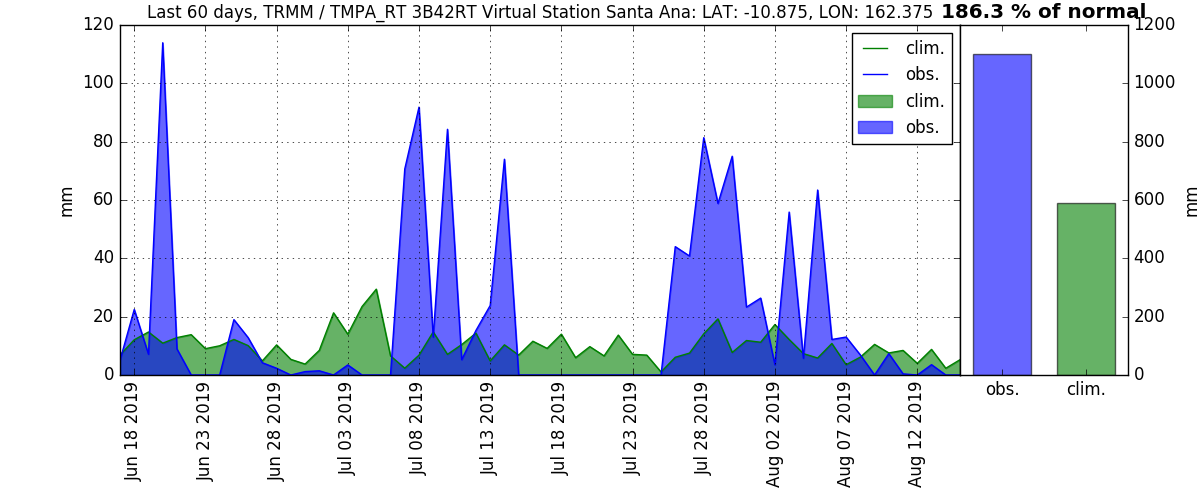 Last 60 days, TRMM / TMPA_RT 3B42RT Virtual Station Santa Ana: LAT: -10.875, LON: 162.375 186.3 % of normal
120
100
80
60
40
20
0
mm
clim.
obs.
clim.
obs.
1200
1000
800
600
400
200
0
mm
Jun 18 2019
Jun 23 2019
Jun 28 2019
Jul 03 2019
Jul 08 2019
Jul 13 2019
Jul 18 2019
Jul 23 2019
Jul 28 2019
Aug 02 2019
Aug 07 2019
Aug 12 2019
obs.
clim.